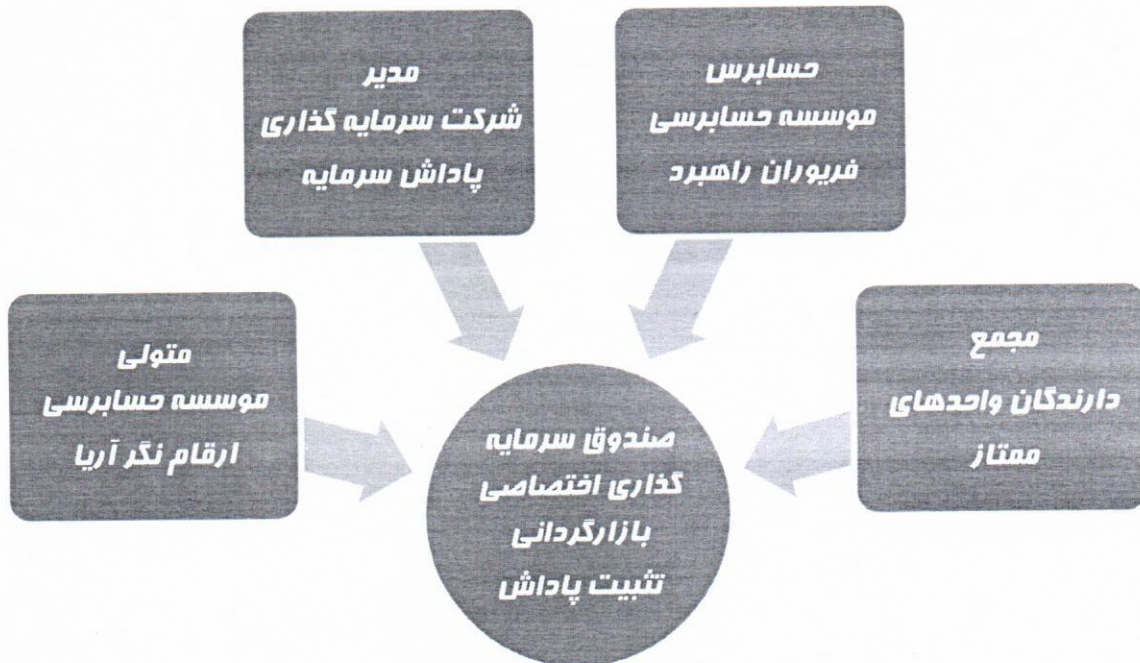 حسابرس
موسسه حسابرسی
فریوران راهبرد
مدیر
شرکت سرمایه گذاری
پاداش سرمایه
مجمع
دارندگان واحدهای
ممتاز
متولی
موسسه حسابرسی
ارقام نگر آریا
صندوق سرمایه
گذاری اختصاصی
بازارگردانی
تثبیت پاداش